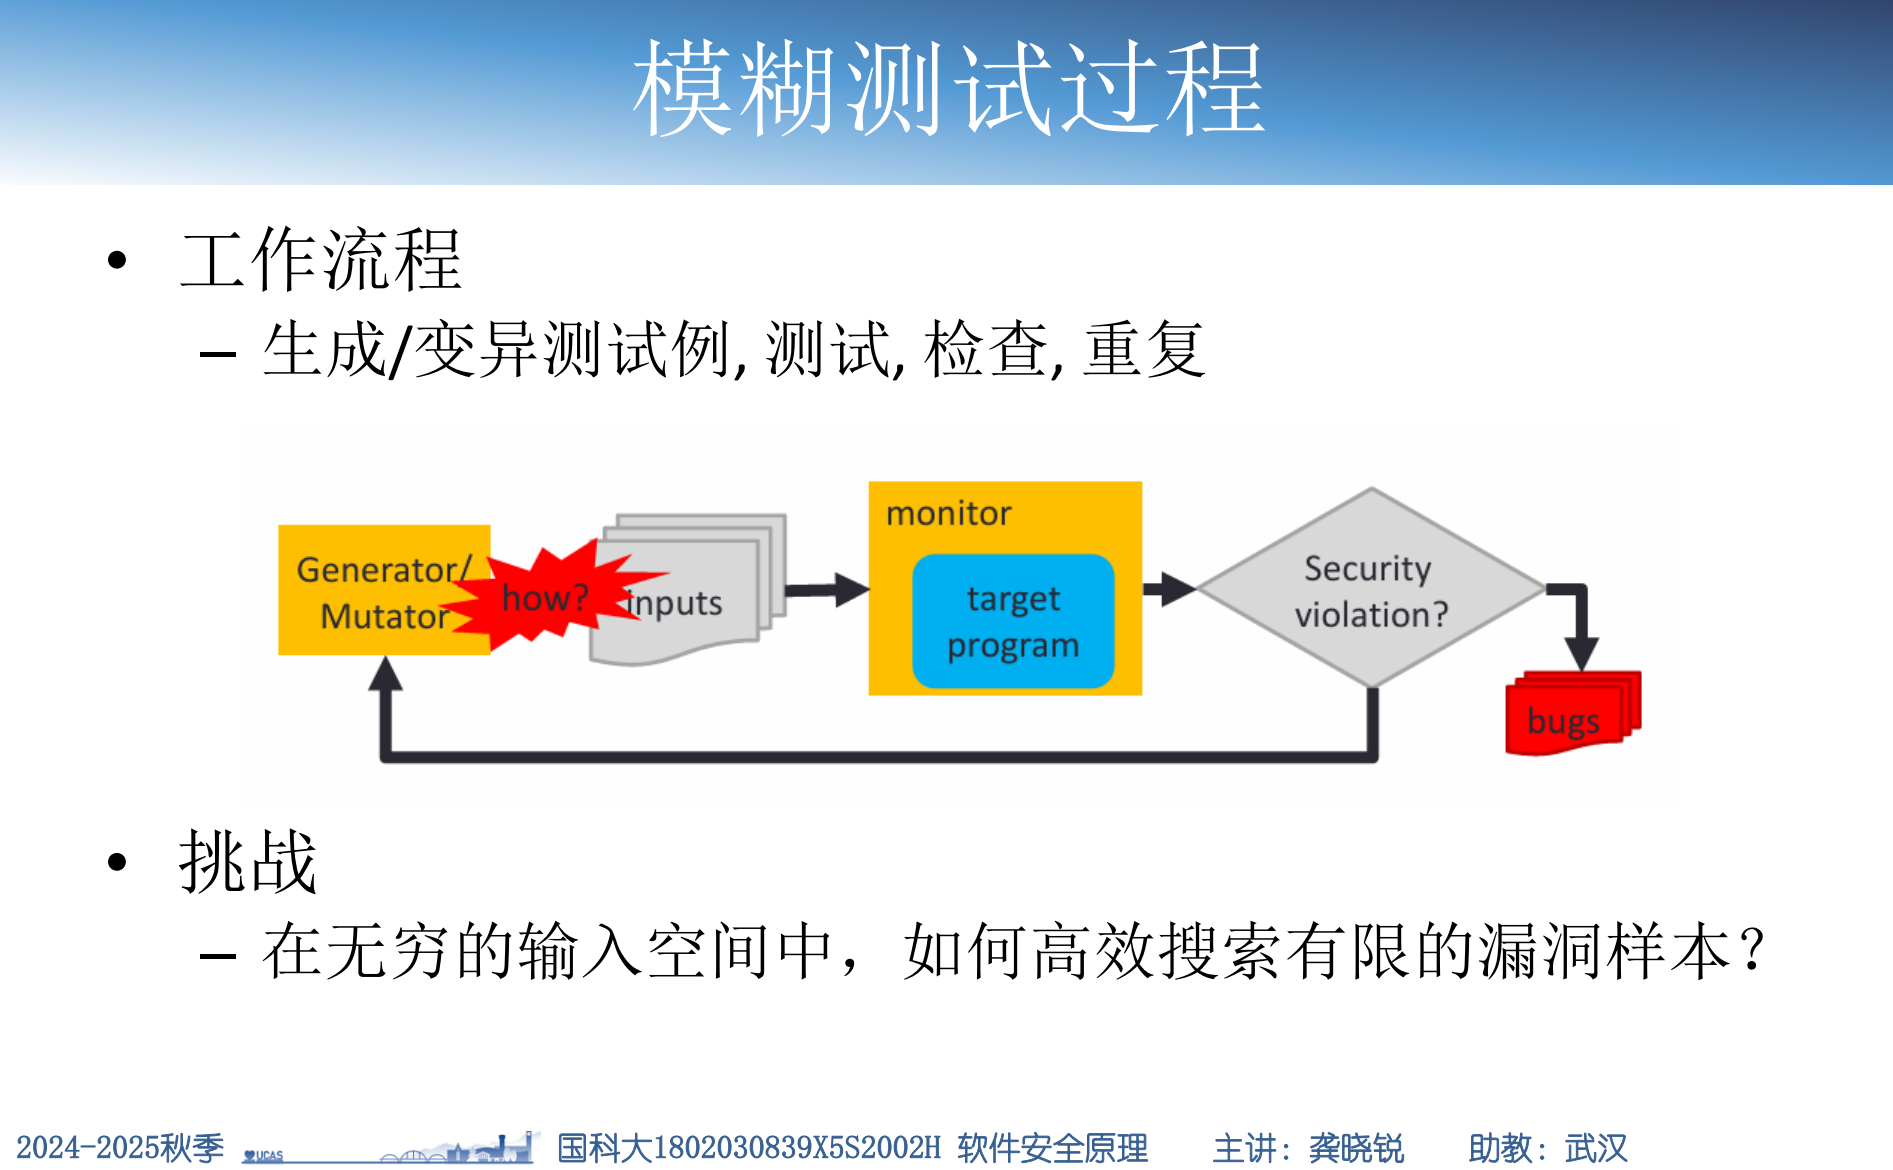 模糊测试过程
• 工作流程
– 生成/变异测试例, 测试, 检查, 重复
Generator/
Mutator
how?
inputs
monitor
target
program
Security
violation?
bugs
• 挑战
– 在无穷的输入空间中，如何高效搜索有限的漏洞样本？
2024-2025秋季 UCAS 国科大1802030839X5S2002H 软件安全原理 主讲：龚晓锐 助教：武汉